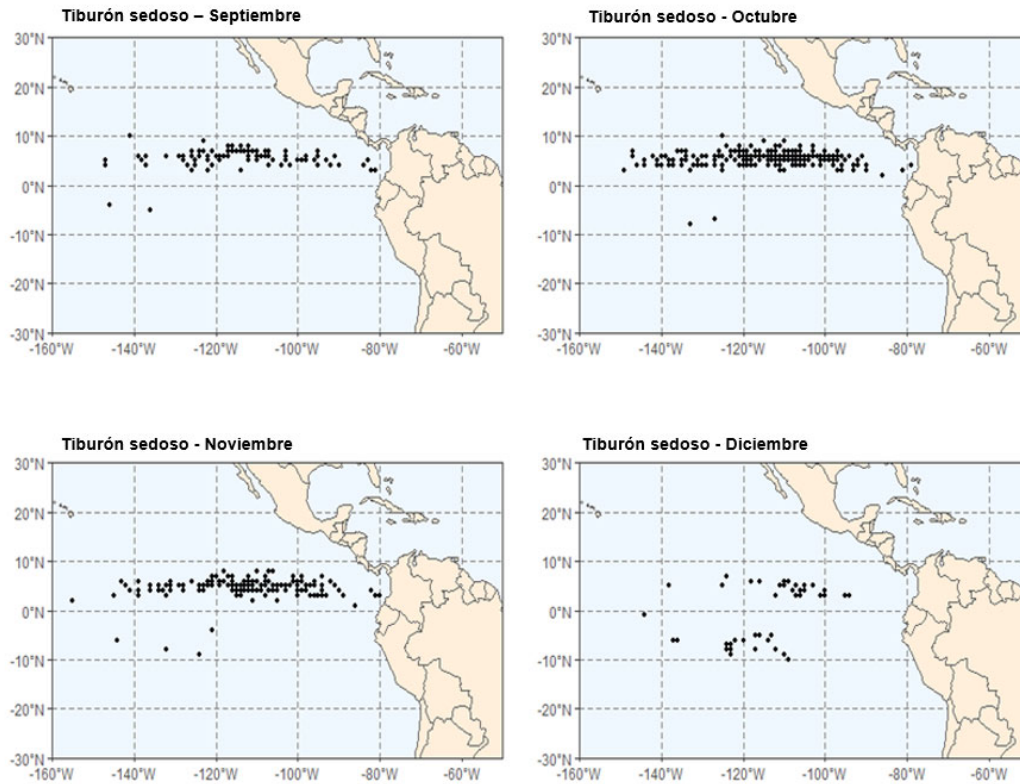 Tiburón sedoso – Septiembre
30°N
20°N
10°N
0°N
-10°N
-20°N
-30°N
-160°W -140°W -120°W -100°W -80°W -60°W
Tiburón sedoso - Octubre
30°N
20°N
10°N
0°N
-10°N
-20°N
-30°N
-160°W -140°W -120°W -100°W -80°W -60°W
Tiburón sedoso - Noviembre
30°N
20°N
10°N
0°N
-10°N
-20°N
-30°N
-160°W -140°W -120°W -100°W -80°W -60°W
Tiburón sedoso - Diciembre
30°N
20°N
10°N
0°N
-10°N
-20°N
-30°N
-160°W -140°W -120°W -100°W -80°W -60°W